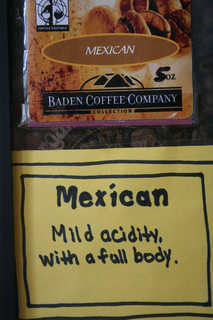 MEXICAN
5oz
BADEN COFFEE COMPANY
COLLECTION
Mexican
Mild acidity,
with a full body.